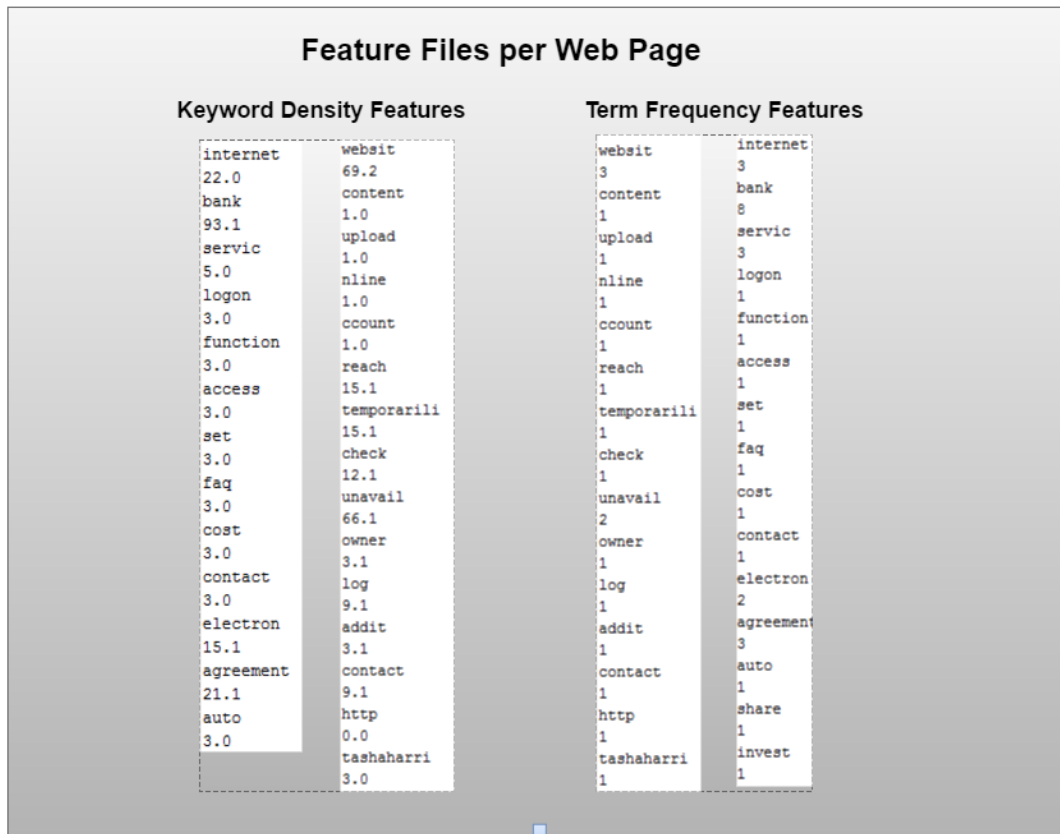 Feature Files per Web Page
Keyword Density Features
internet
22.0
bank
93.1
servic
5.0
logon
3.0
function
3.0
access
3.0
set
3.0
faq
3.0
cost
3.0
contact
3.0
electron
15.1
agreement
21.1
auto
3.0
websit
69.2
content
1.0
upload
1.0
nline
1.0
ccount
1.0
reach
15.1
temporarili
15.1
check
12.1
unavail
66.1
owner
3.1
log
9.1
addit
3.1
contact
9.1
http
0.0
tashaharri
3.0
Term Frequency Features
websit
3
content
1
upload
1
nline
1
ccount
1
reach
1
temporarili
1
check
1
unavail
2
owner
1
log
1
addit
1
contact
1
http
1
tashaharri
1
internet
3
bank
8
servic
3
logon
1
function
1
access
1
set
1
faq
1
cost
1
contact
1
electron
2
agreement
3
auto
1
share
1
invest
1